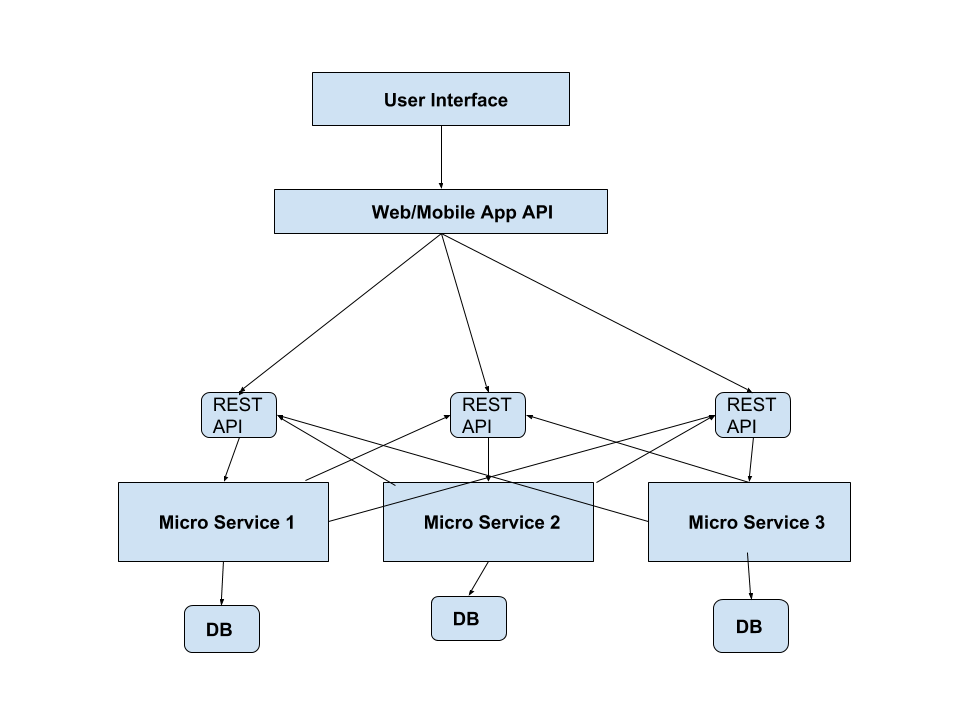 User Interface
Web/Mobile App API
REST
API
REST
API
REST
API
Micro Service 1
Micro Service 2
Micro Service 3
DB
DB
DB